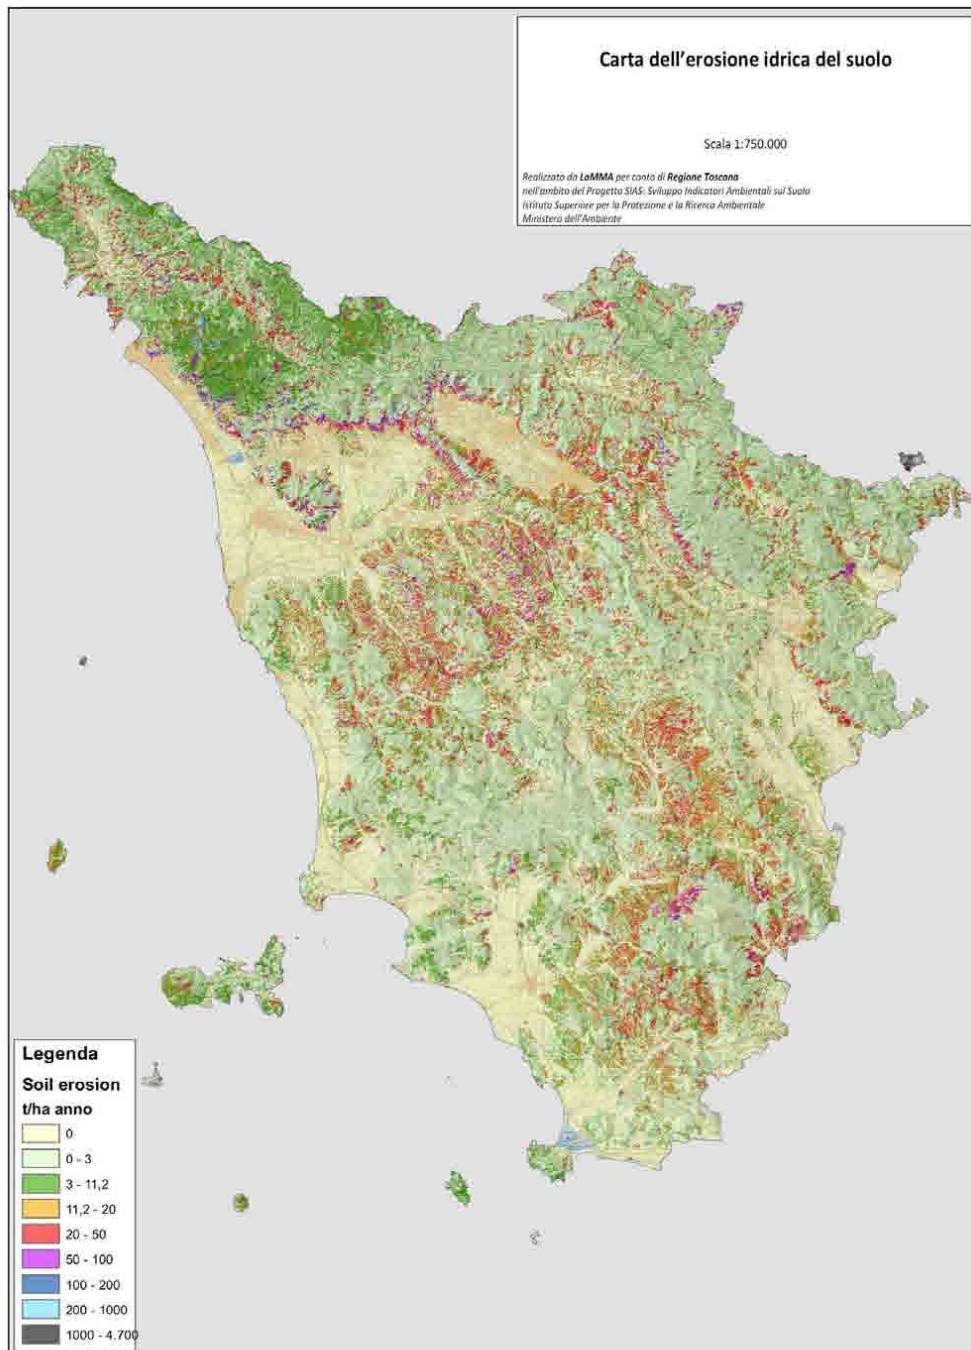 Carta dell'erosione idrica del suolo
Scala 1:750.000
Realizzato da LaMMA per conto di Regione Toscana
nell'ambito del Progetto SIAS: Sviluppo Indicatori Ambientali sul Suolo
Istituto Superiore per la Protezione e la Ricerca Ambientale
Ministero dell'Ambiente
Legenda
Soil erosion
t/ha anno
0
0 - 3
3 - 11,2
11,2 - 20
20 - 50
50 - 100
100 - 200
200 - 1000
1000 - 4.700